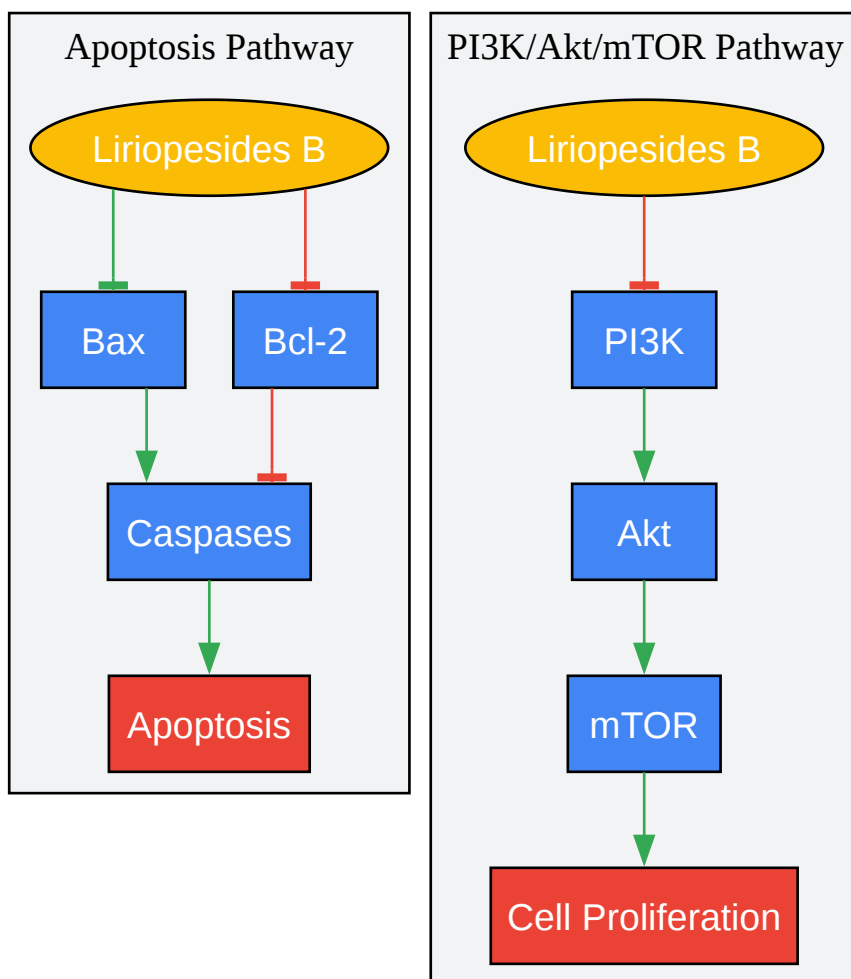 Apoptosis Pathway
Liriopesides B
Bax
Bcl-2
Caspases
Apoptosis
PI3K/Akt/mTOR Pathway
Liriopesides B
PI3K
Akt
mTOR
Cell Proliferation